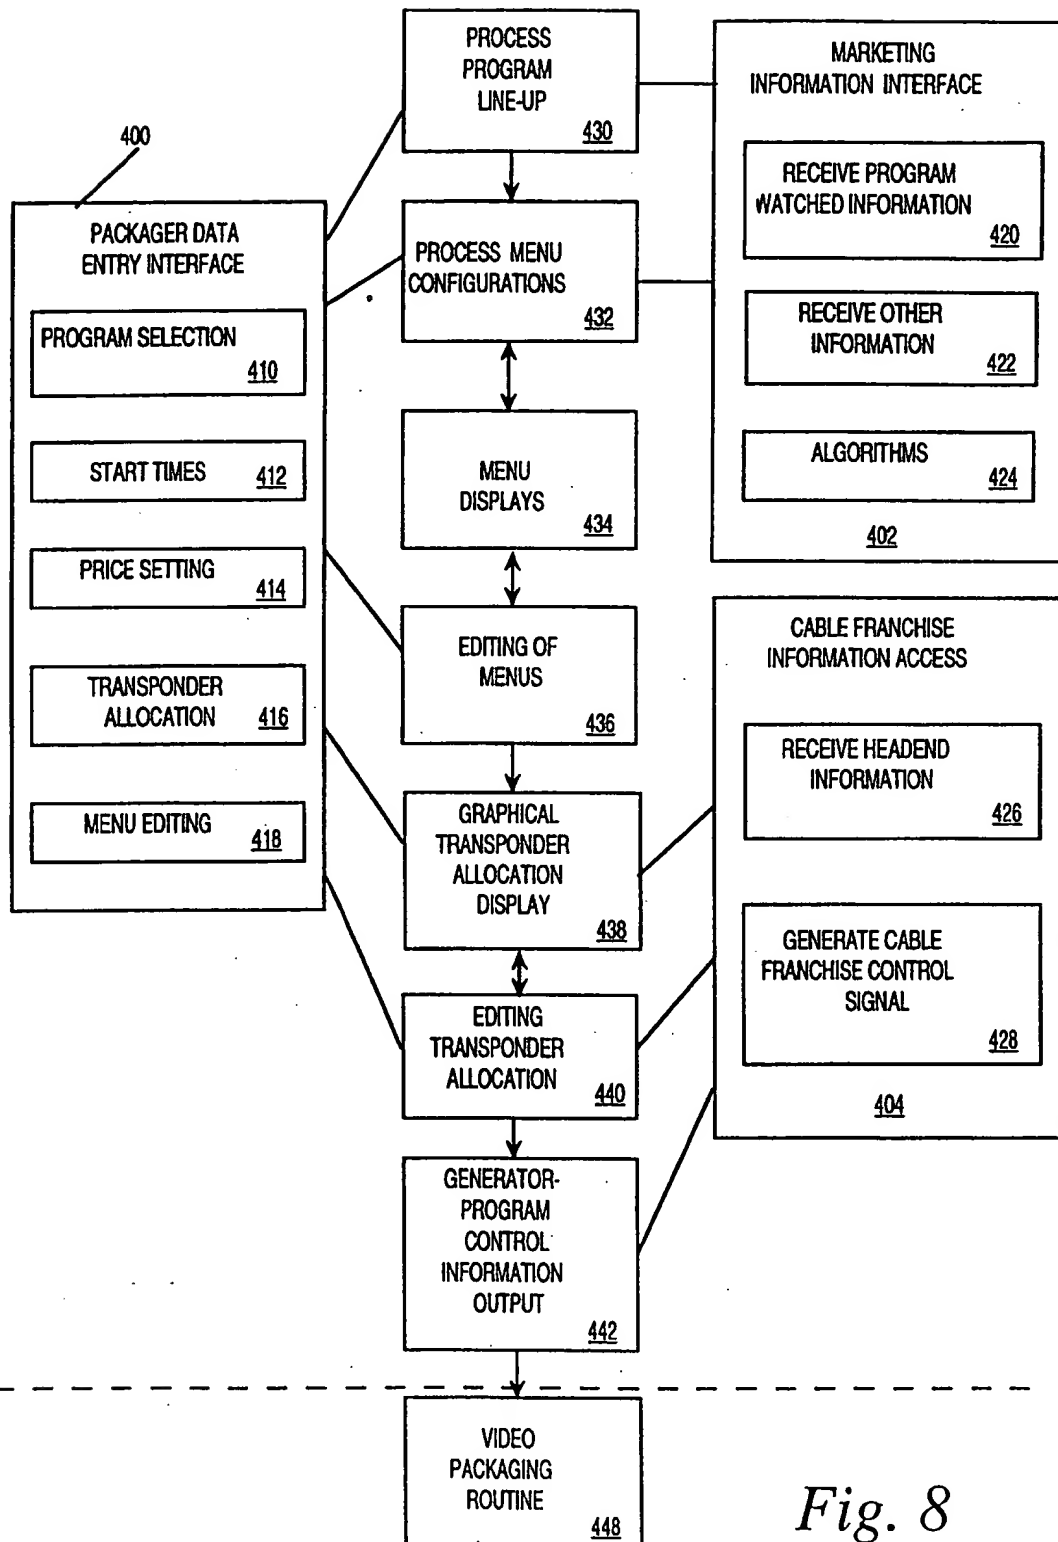 400
PACKAGER DATA
ENTRY INTERFACE
PROGRAM SELECTION
410
START TIMES
412
PRICE SETTING
414
TRANSPONDER
ALLOCATION
416
MENU EDITING
418
PROCESS
PROGRAM
LINE-UP
430
PROCESS MENU
CONFIGURATIONS
432
MENU
DISPLAYS
434
EDITING OF
MENUS
436
GRAPHICAL
TRANSPONDER
ALLOCATION
DISPLAY
438
EDITING
TRANSPONDER
ALLOCATION
440
GENERATOR-
PROGRAM
CONTROL
INFORMATION
OUTPUT
442
VIDEO
PACKAGING
ROUTINE
448
MARKETING
INFORMATION INTERFACE
RECEIVE PROGRAM
WATCHED INFORMATION
420
RECEIVE OTHER
INFORMATION
422
ALGORITHMS
424
402
CABLE FRANCHISE
INFORMATION ACCESS
RECEIVE HEADEND
INFORMATION
426
GENERATE CABLE
FRANCHISE CONTROL
SIGNAL
428
404
Fig. 8